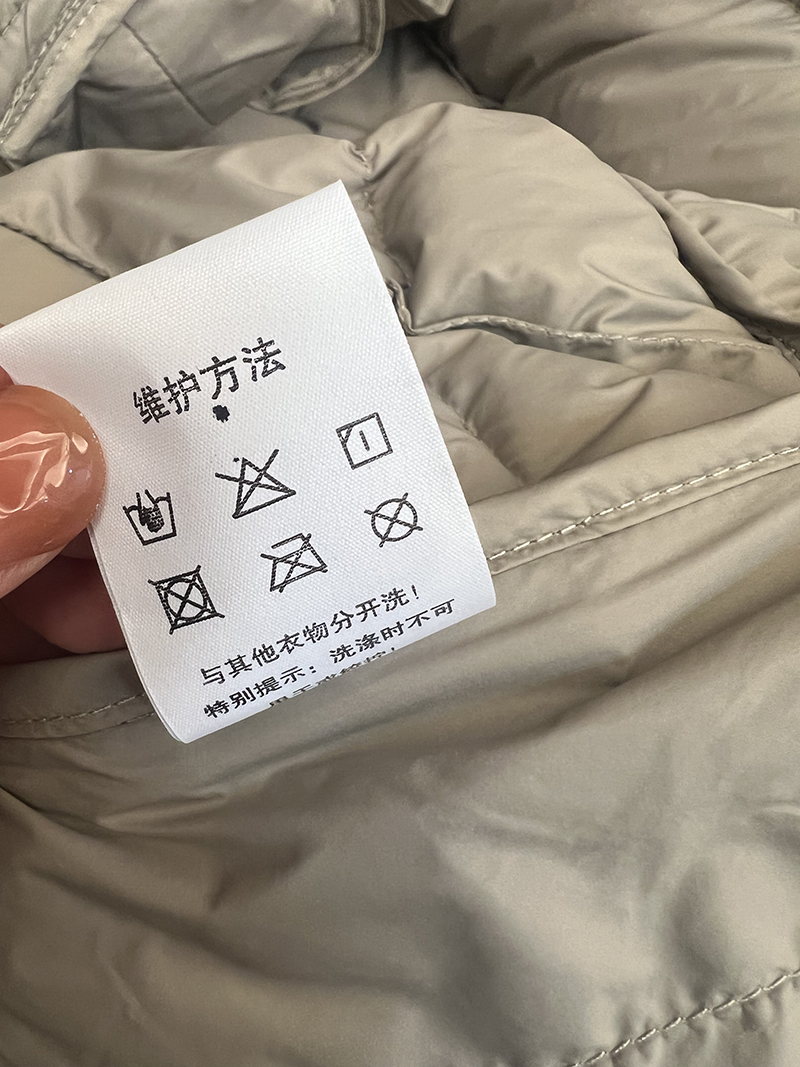 维护方法
与其他衣物分开洗！
特别提示：洗涤时不可